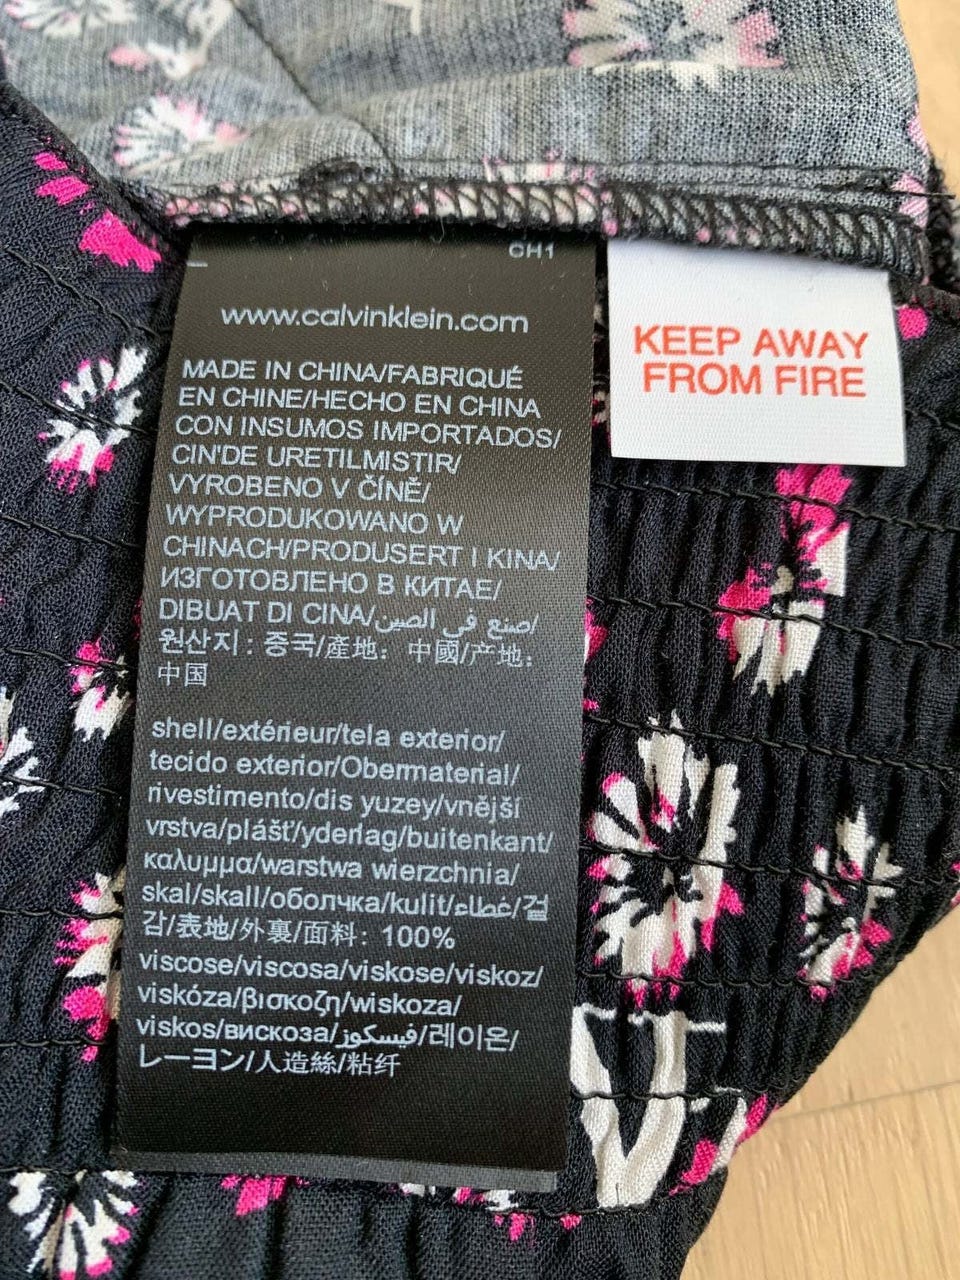 CH1
www.calvinklein.com
MADE IN CHINA/FABRIQUÉ
EN CHINE/HECHO EN CHINA
CON INSUMOS IMPORTADOS/
CIN'DE URETILMISTIR/
VYROBENO V ČÍNĚ/
WYPRODUKOWANO W
CHINACH/PRODUSERT I KINA/
ИЗГОТОВЛЕНО В КИТАЕ/
DIBUAT DI CINA/صنع في الصين/
원산지: 중국/產地: 中國/产地:
中国
shell/extérieur/tela exterior/
tecido exterior/Obermaterial/
rivestimento/dis yuzey/vnější
vrstva/plášť/yderlag/buitenkant/
καλυμμα/warstwa wierzchnia/
skal/skall/оболчка/kulit/غطاء/겉
감/表地/外裏/面料: 100%
viscose/viscosa/viskose/viskoz/
viskóza/βισκοζη/wiskoza/
viskos/вискоза/فيسكوز/레이온/
レーヨン/人造絲/粘纤
KEEP AWAY
FROM FIRE